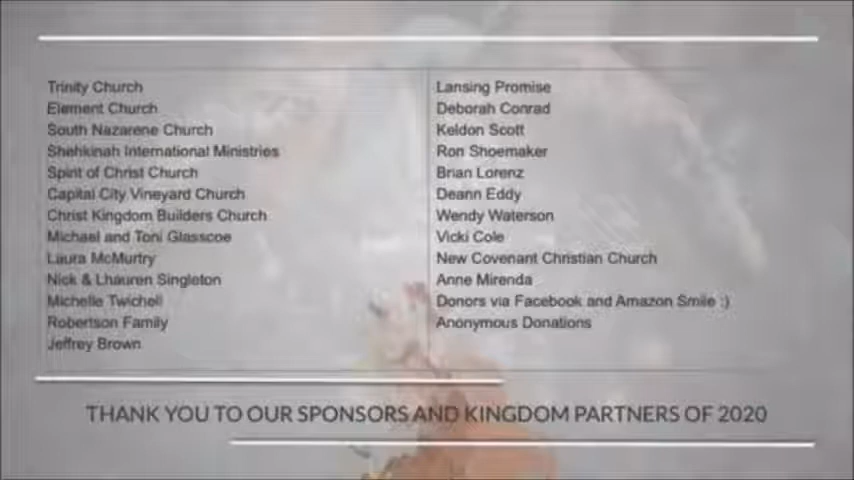 Trinity Church
Element Church
South Nazarene Church
Shehkinah International Ministries
Spirit of Christ Church
Capital City Vineyard Church
Christ Kingdom Builders Church
Michael and Toni Glasscoe
Laura McMurtry
Nick & Lhauren Singleton
Michelle Twichell
Robertson Family
Jeffrey Brown
Lansing Promise
Deborah Conrad
Keldon Scott
Ron Shoemaker
Brian Lorenz
Deann Eddy
Wendy Waterson
Vicki Cole
New Covenant Christian Church
Anne Mirenda
Donors via Facebook and Amazon Smile :)
Anonymous Donations
THANK YOU TO OUR SPONSORS AND KINGDOM PARTNERS OF 2020